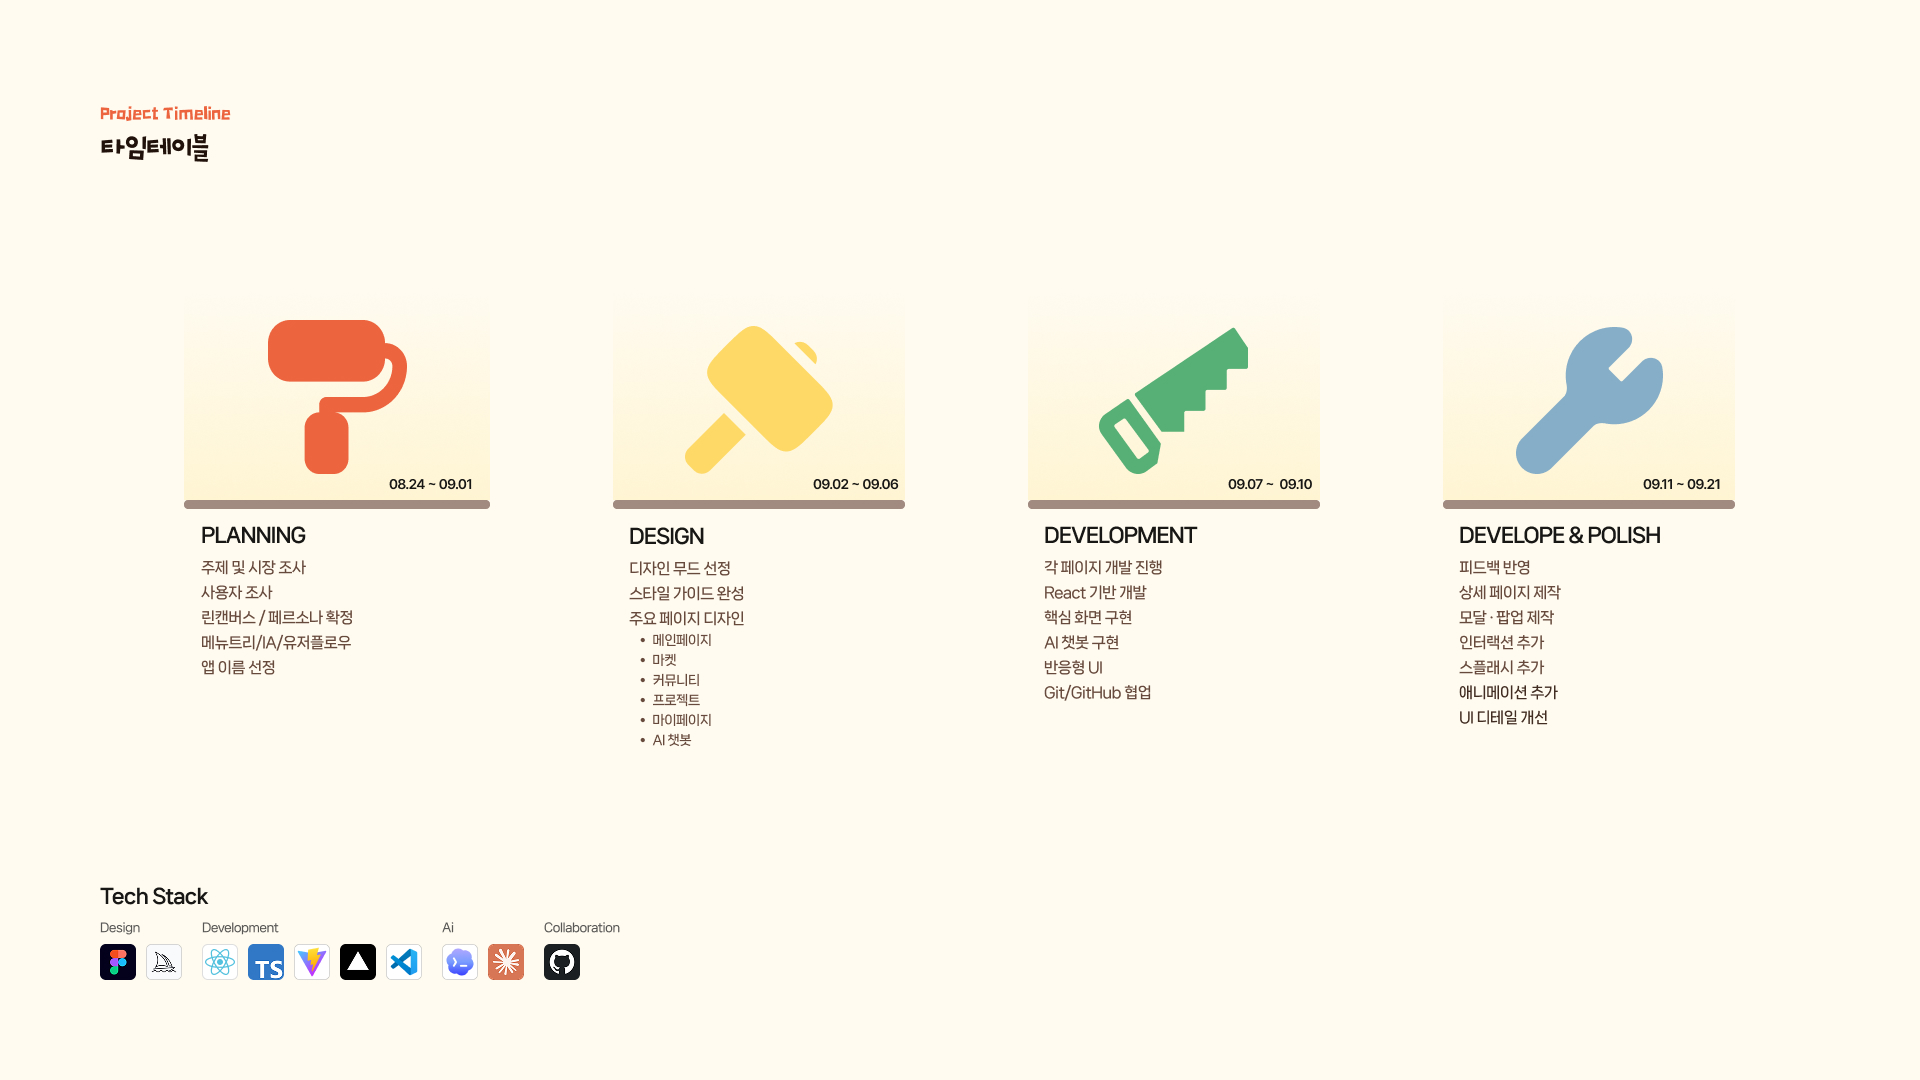 Project Timeline
타임테이블
08.24 ~ 09.01
PLANNING
주제 및 시장 조사
사용자 조사
린캔버스 / 페르소나 확정
메뉴트리/IA/유저플로우
앱 이름 선정
09.02 ~ 09.06
DESIGN
디자인 무드 선정
스타일 가이드 완성
주요 페이지 디자인
• 메인페이지
• 마켓
• 커뮤니티
• 프로젝트
• 마이페이지
• AI 챗봇
09.07 ~ 09.10
DEVELOPMENT
각 페이지 개발 진행
React 기반 개발
핵심 화면 구현
AI 챗봇 구현
반응형 UI
Git/GitHub 협업
09.11 ~ 09.21
DEVELOPE & POLISH
피드백 반영
상세 페이지 제작
모달 · 팝업 제작
인터랙션 추가
스플래시 추가
애니메이션 추가
UI 디테일 개선
Tech Stack
Design
Development
Ai
Collaboration
TS